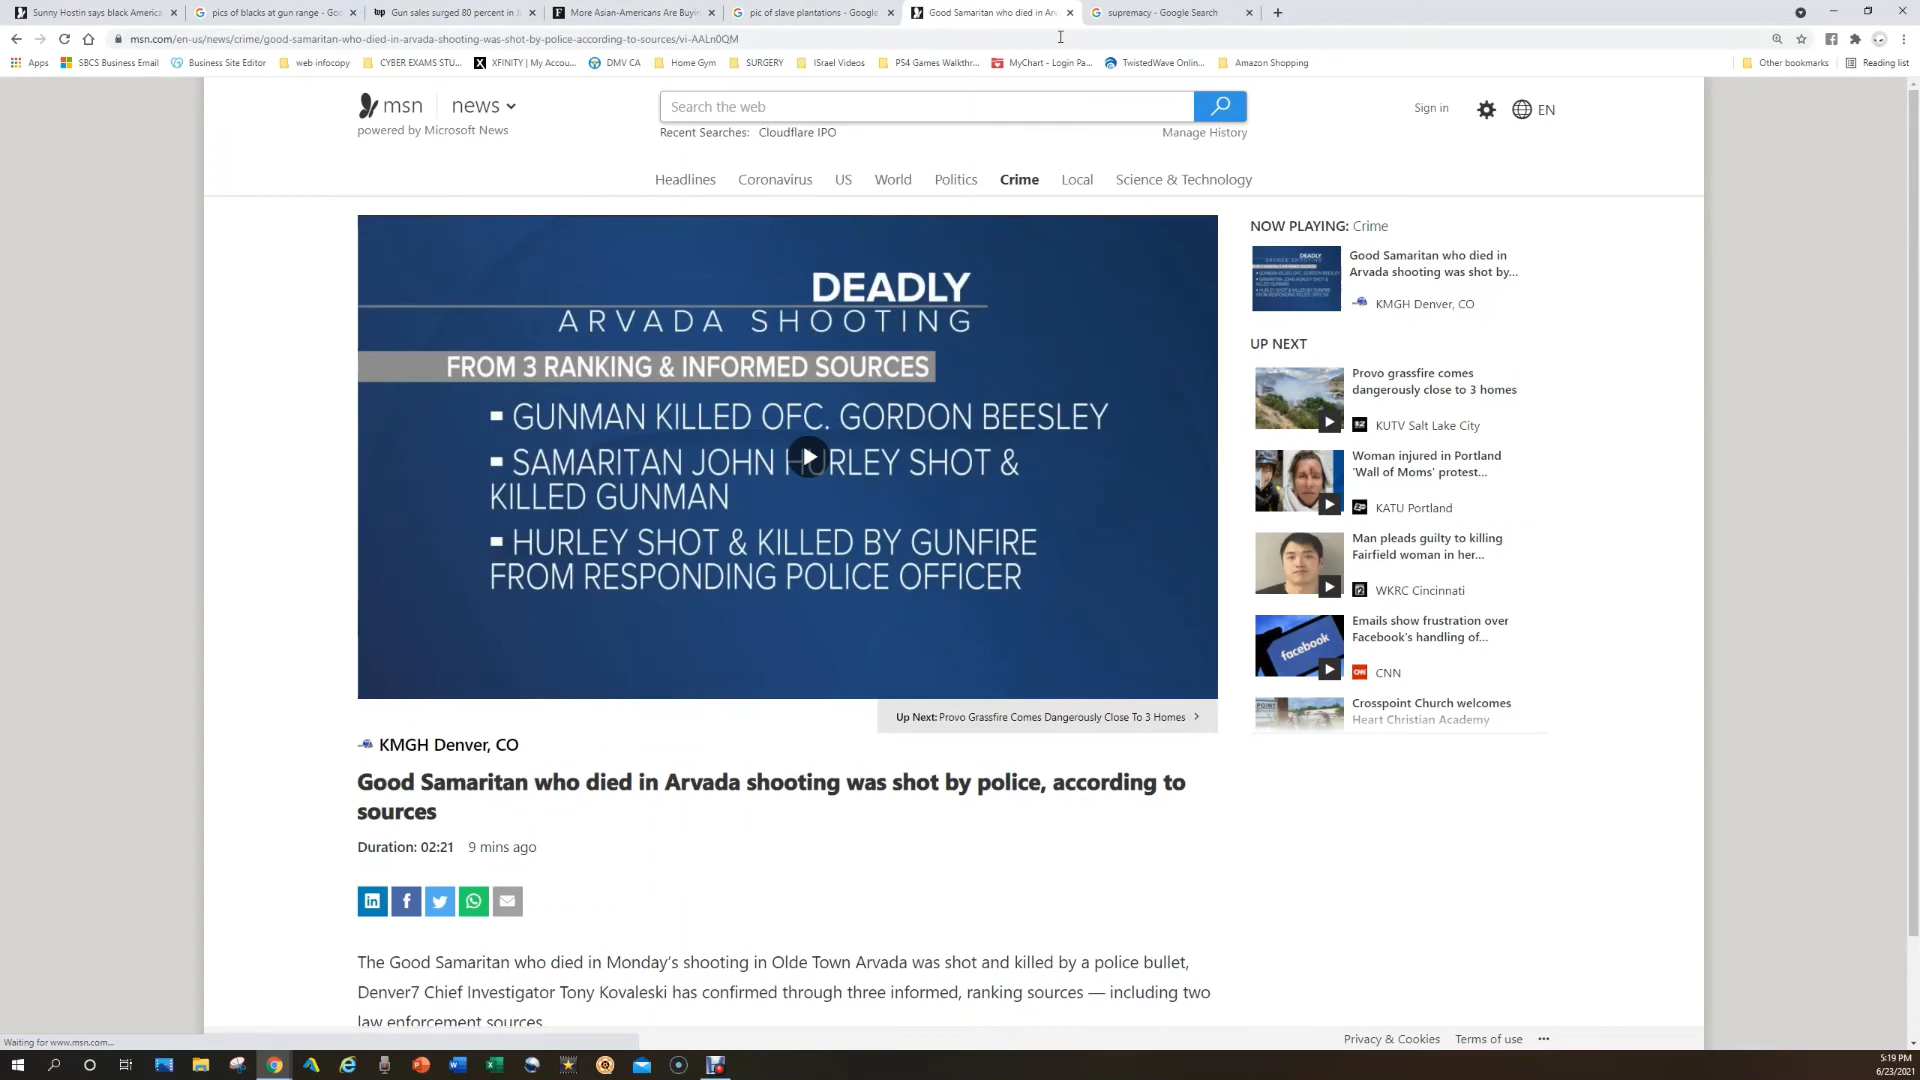 Sunny Hostin says black America
pics of blacks at gun range - Goo
Gun sales surged 80 percent in J
More Asian-Americans Are Buyin
pic of slave plantations - Google
Good Samaritan who died in Arv
supremacy - Google Search
msn.com/en-us/news/crime/good-samaritan-who-died-in-arvada-shooting-was-shot-by-police-according-to-sources/vi-AALn0QM
Apps
SBCS Business Email
Business Site Editor
web infocopy
CYBER EXAMS STU...
XFINITY | My Accou...
DMV CA
Home Gym
SURGERY
ISrael Videos
PS4 Games Walkthr...
MyChart - Login Pa...
TwistedWave Onlin...
Amazon Shopping
Other bookmarks
Reading list
msn
news
powered by Microsoft News
Search the web
Recent Searches: Cloudflare IPO
Manage History
Sign in
EN
Headlines
Coronavirus
US
World
Politics
Crime
Local
Science & Technology
DEADLY
ARVADA SHOOTING
FROM 3 RANKING & INFORMED SOURCES
GUNMAN KILLED OFC. GORDON BEESLEY
SAMARITAN JOHN HURLEY SHOT &
KILLED GUNMAN
HURLEY SHOT & KILLED BY GUNFIRE
FROM RESPONDING POLICE OFFICER
Up Next: Provo Grassfire Comes Dangerously Close To 3 Homes
NOW PLAYING: Crime
Good Samaritan who died in
Arvada shooting was shot by...
KMGH Denver, CO
UP NEXT
Provo grassfire comes
dangerously close to 3 homes
KUTV Salt Lake City
Woman injured in Portland
'Wall of Moms' protest...
KATU Portland
Man pleads guilty to killing
Fairfield woman in her...
WKRC Cincinnati
Emails show frustration over
Facebook's handling of...
facebook
CNN
Crosspoint Church welcomes
Heart Christian Academy
KMGH Denver, CO
Good Samaritan who died in Arvada shooting was shot by police, according to
sources
Duration: 02:21 9 mins ago
The Good Samaritan who died in Monday's shooting in Olde Town Arvada was shot and killed by a police bullet,
Denver7 Chief Investigator Tony Kovaleski has confirmed through three informed, ranking sources — including two
law enforcement sources
Privacy & Cookies
Terms of use
Waiting for www.msn.com...
5:19 PM
6/23/2021